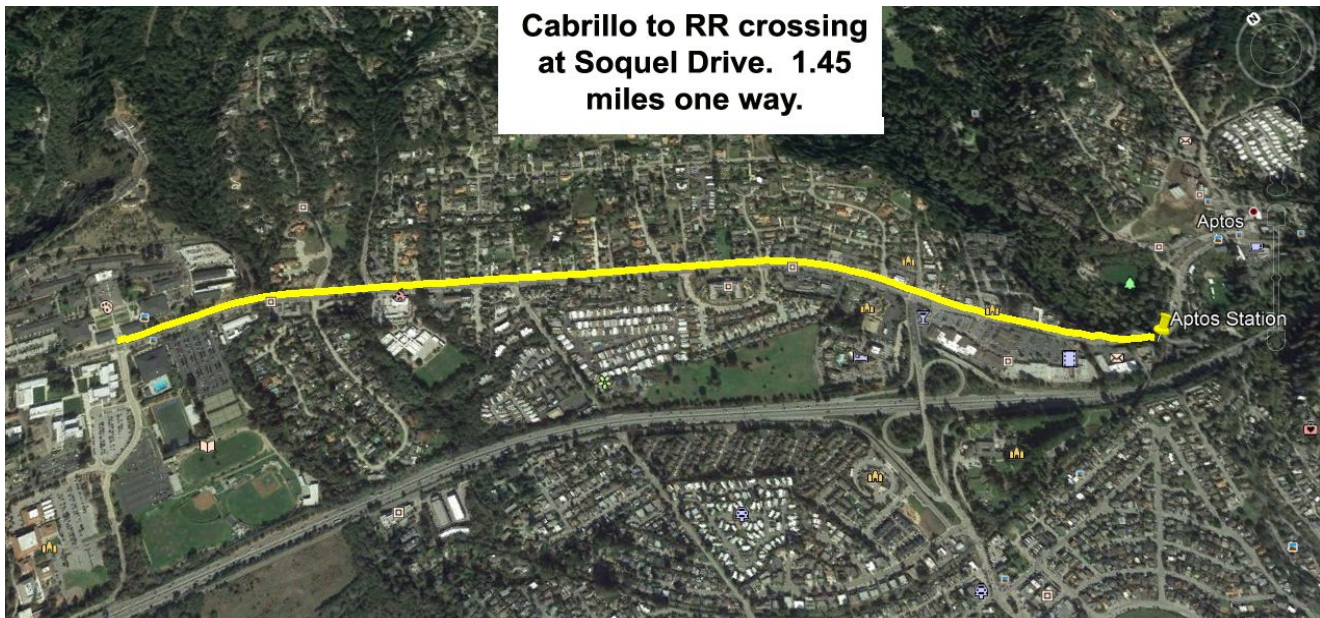 Cabrillo to RR crossing
at Soquel Drive. 1.45
miles one way.
N
Aptos
Aptos Station